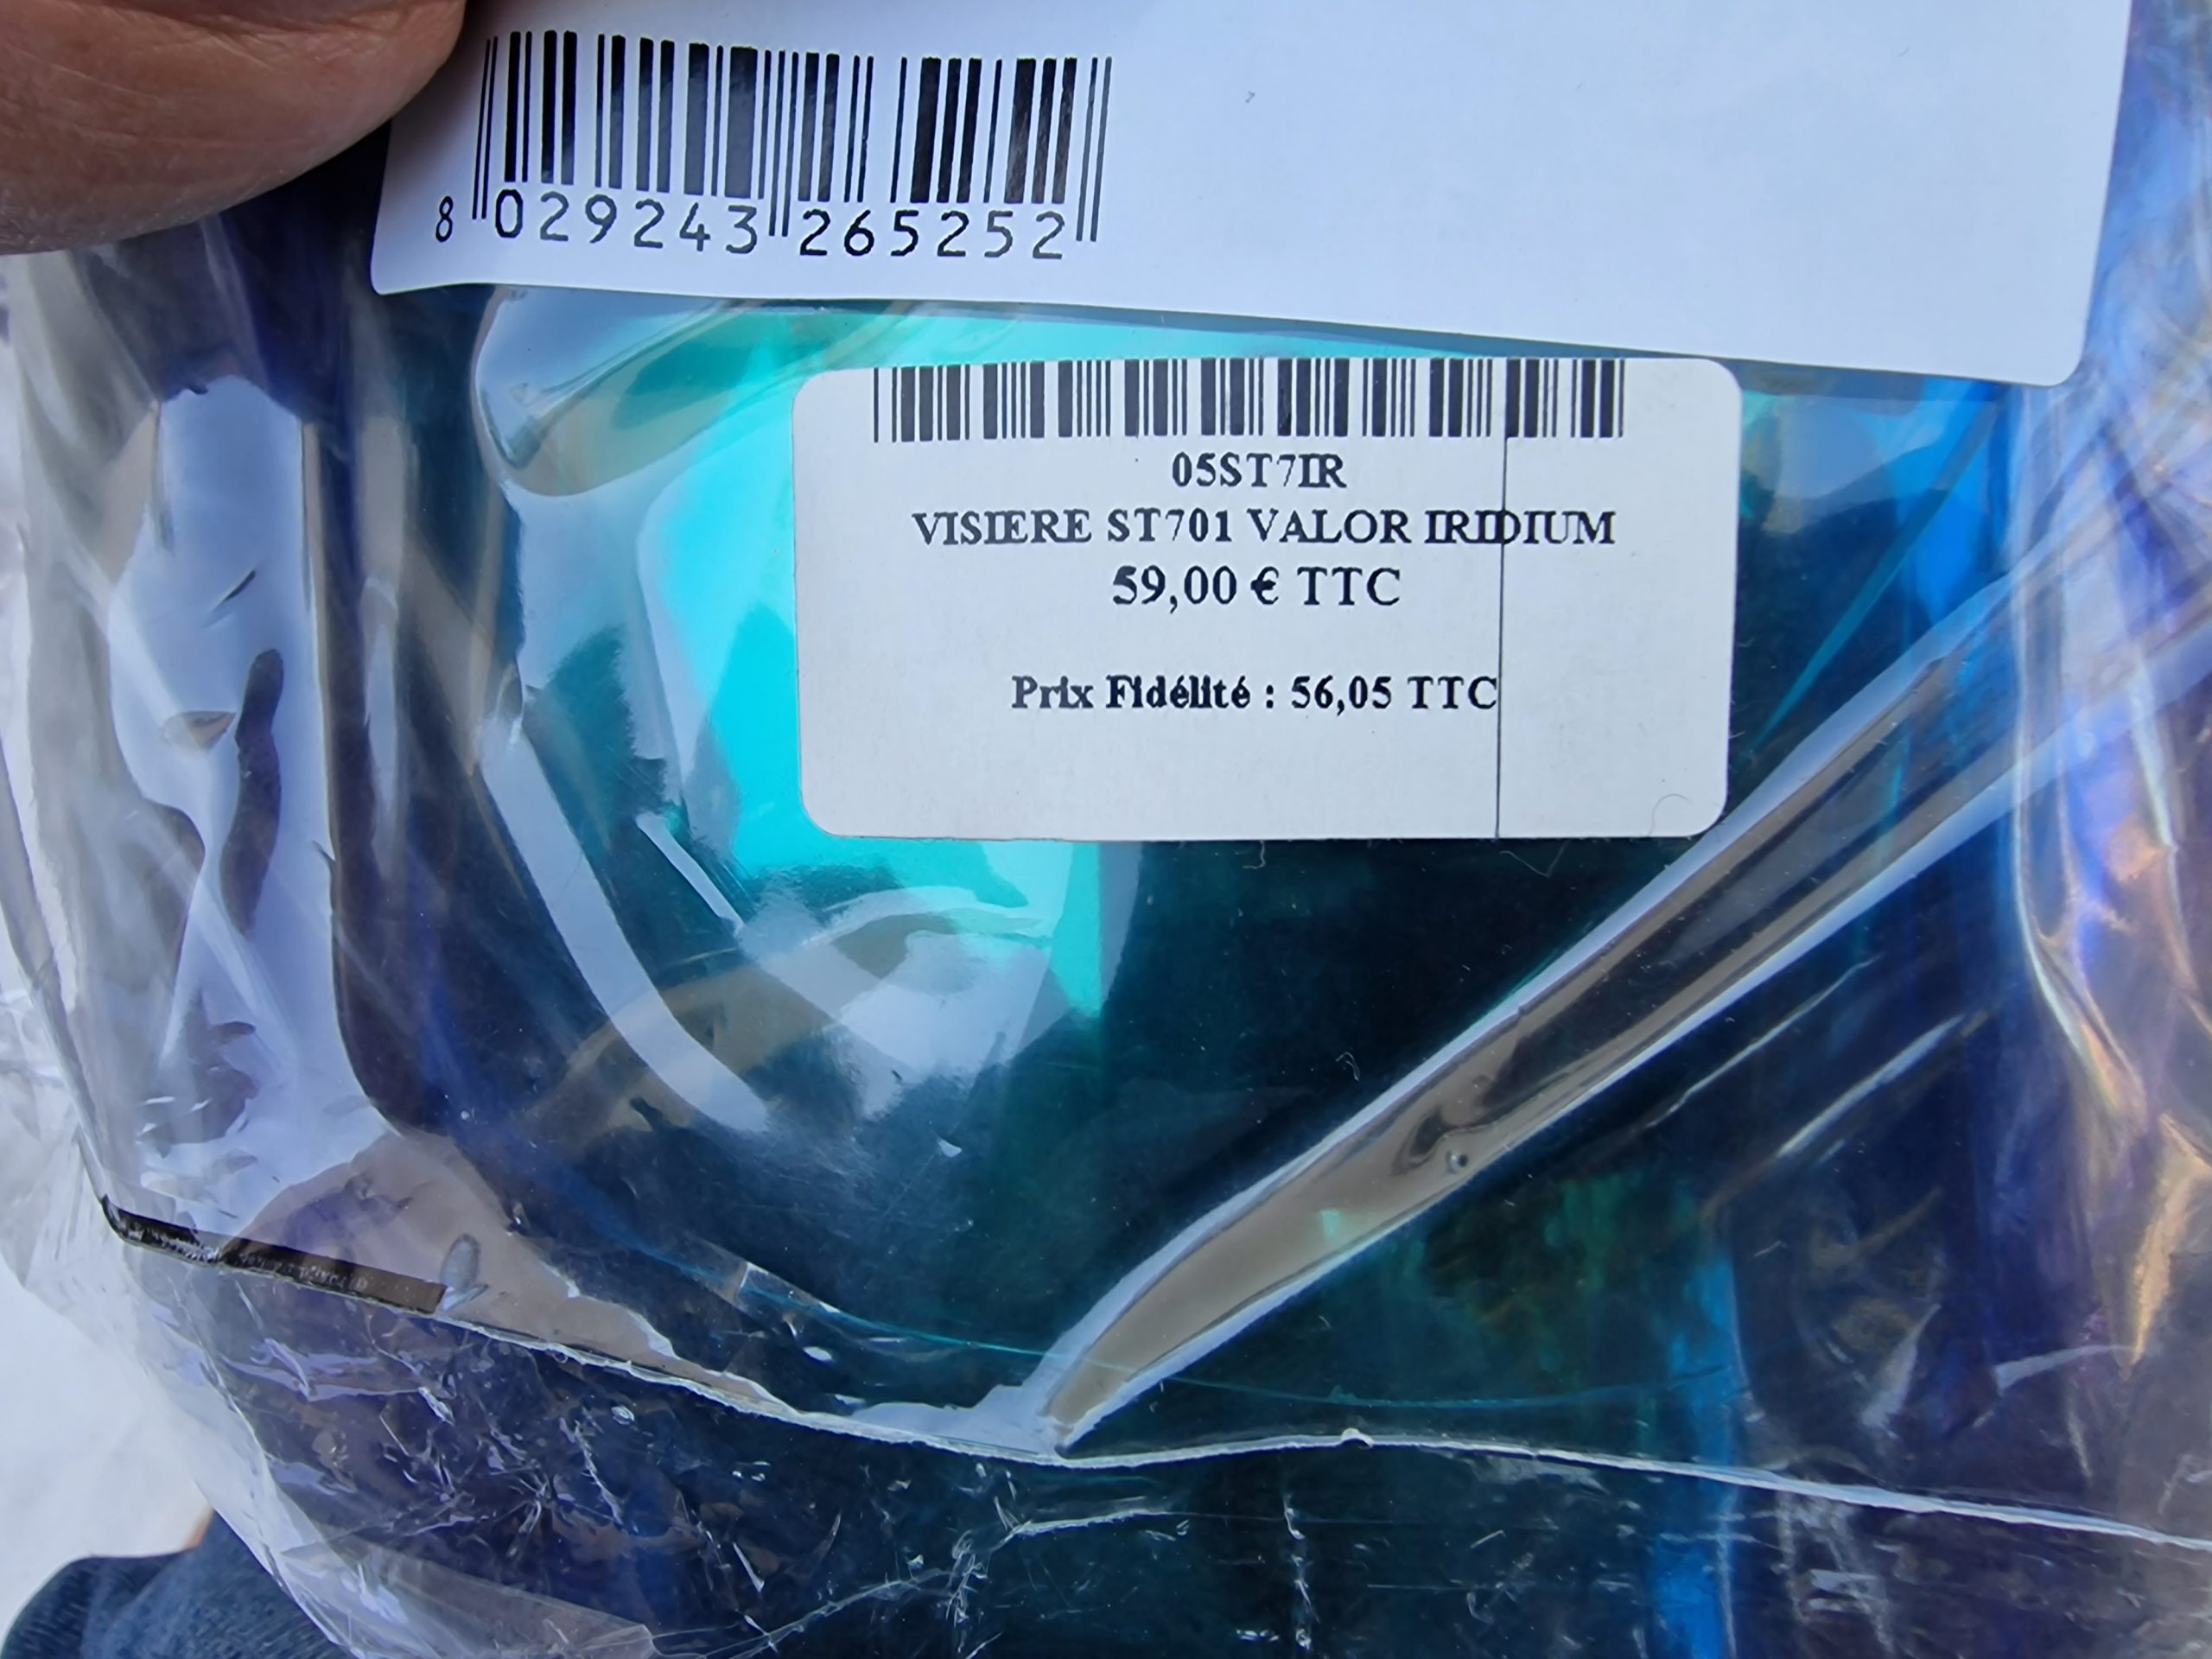 8 029243 265252
05ST7IR
VISIERE ST701 VALOR IRIDIUM
59,00 € TTC
Prix Fidélité : 56,05 TTC